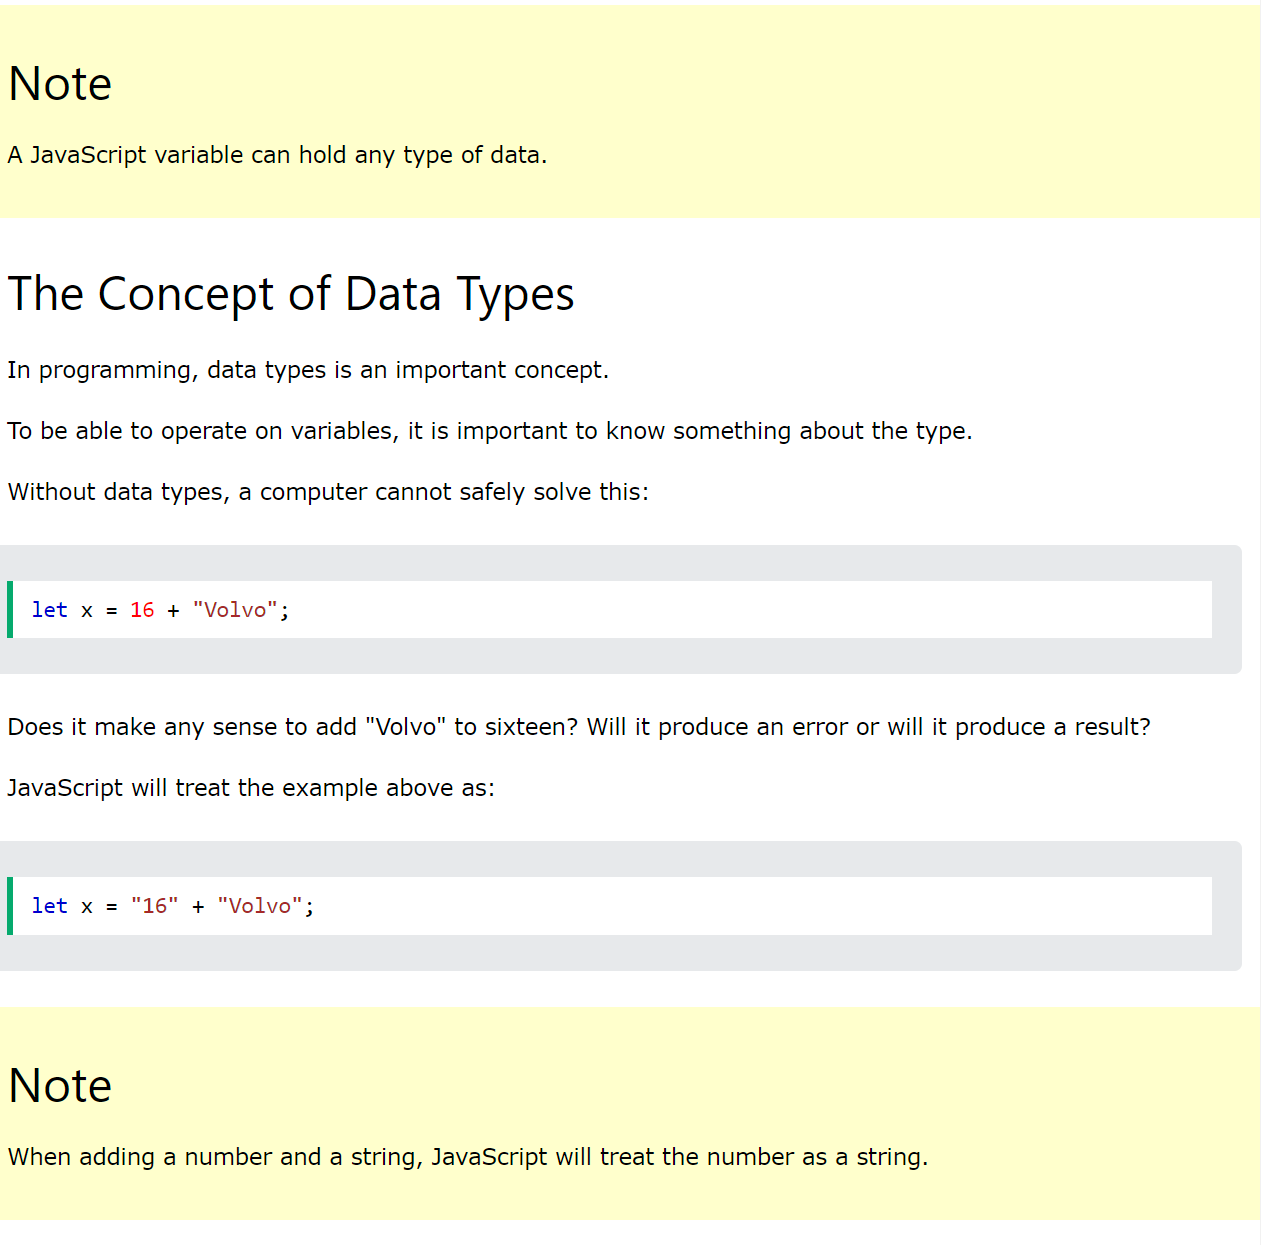 Note
A JavaScript variable can hold any type of data.
The Concept of Data Types
In programming, data types is an important concept.
To be able to operate on variables, it is important to know something about the type.
Without data types, a computer cannot safely solve this:
let x = 16 + "Volvo";
Does it make any sense to add "Volvo" to sixteen? Will it produce an error or will it produce a result?
JavaScript will treat the example above as:
let x = "16" + "Volvo";
Note
When adding a number and a string, JavaScript will treat the number as a string.